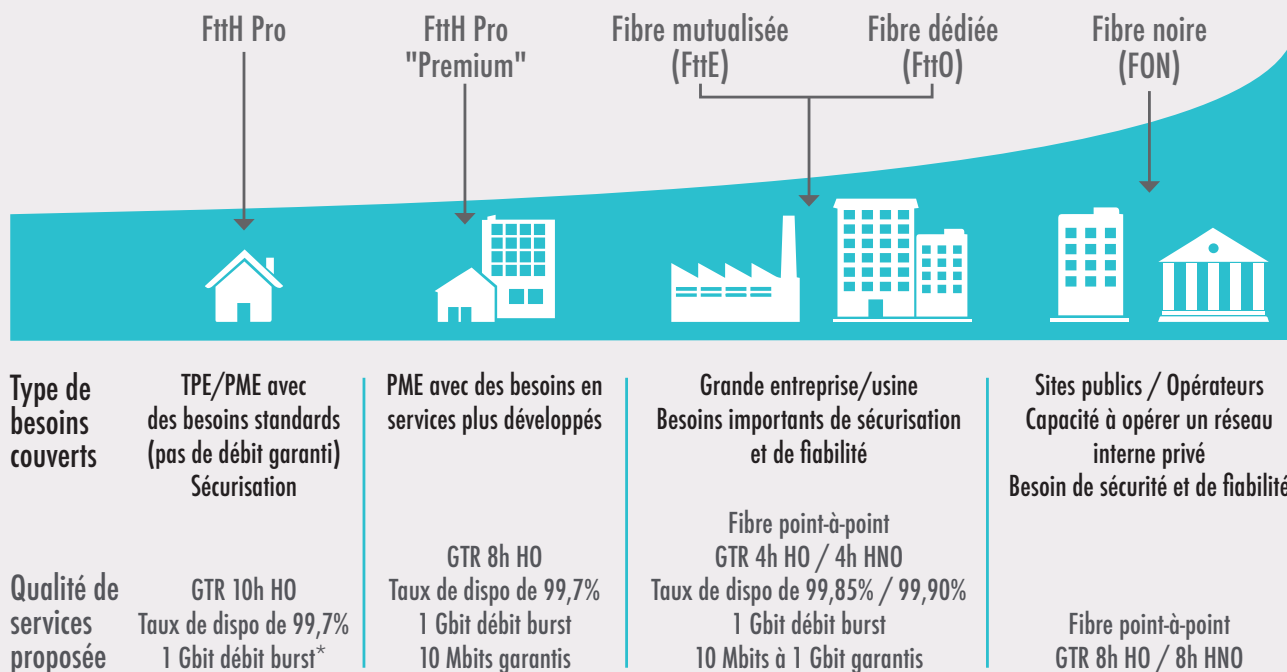 FttH Pro
FttH Pro
"Premium"
Fibre mutualisée
(FttE)
Fibre dédiée
(FttO)
Fibre noire
(FON)
Type de
besoins
couverts
TPE/PME avec
des besoins standards
(pas de débit garanti)
Sécurisation
PME avec des besoins en
services plus développés
Grande entreprise/usine
Besoins importants de sécurisation
et de fiabilité
Sites publics / Opérateurs
Capacité à opérer un réseau
interne privé
Besoin de sécurité et de fiabilité
Qualité de
services
proposée
GTR 10h HO
Taux de dispo de 99,7%
1 Gbit débit burst*
GTR 8h HO
Taux de dispo de 99,7%
1 Gbit débit burst
10 Mbits garantis
Fibre point-à-point
GTR 4h HO / 4h HNO
Taux de dispo de 99,85% / 99,90%
1 Gbit débit burst
10 Mbits à 1 Gbit garantis
Fibre point-à-point
GTR 8h HO / 8h HNO